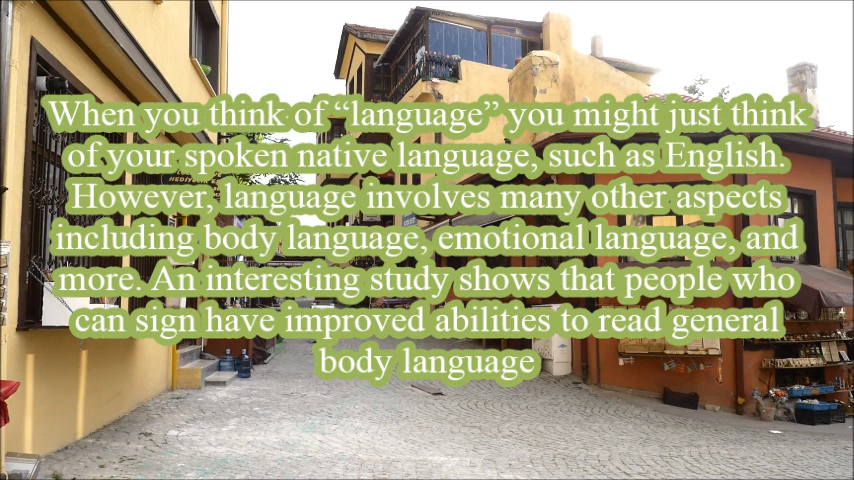 When you think of “language” you might just think
of your spoken native language, such as English.
However, language involves many other aspects
including body language, emotional language, and
more. An interesting study shows that people who
can sign have improved abilities to read general
body language